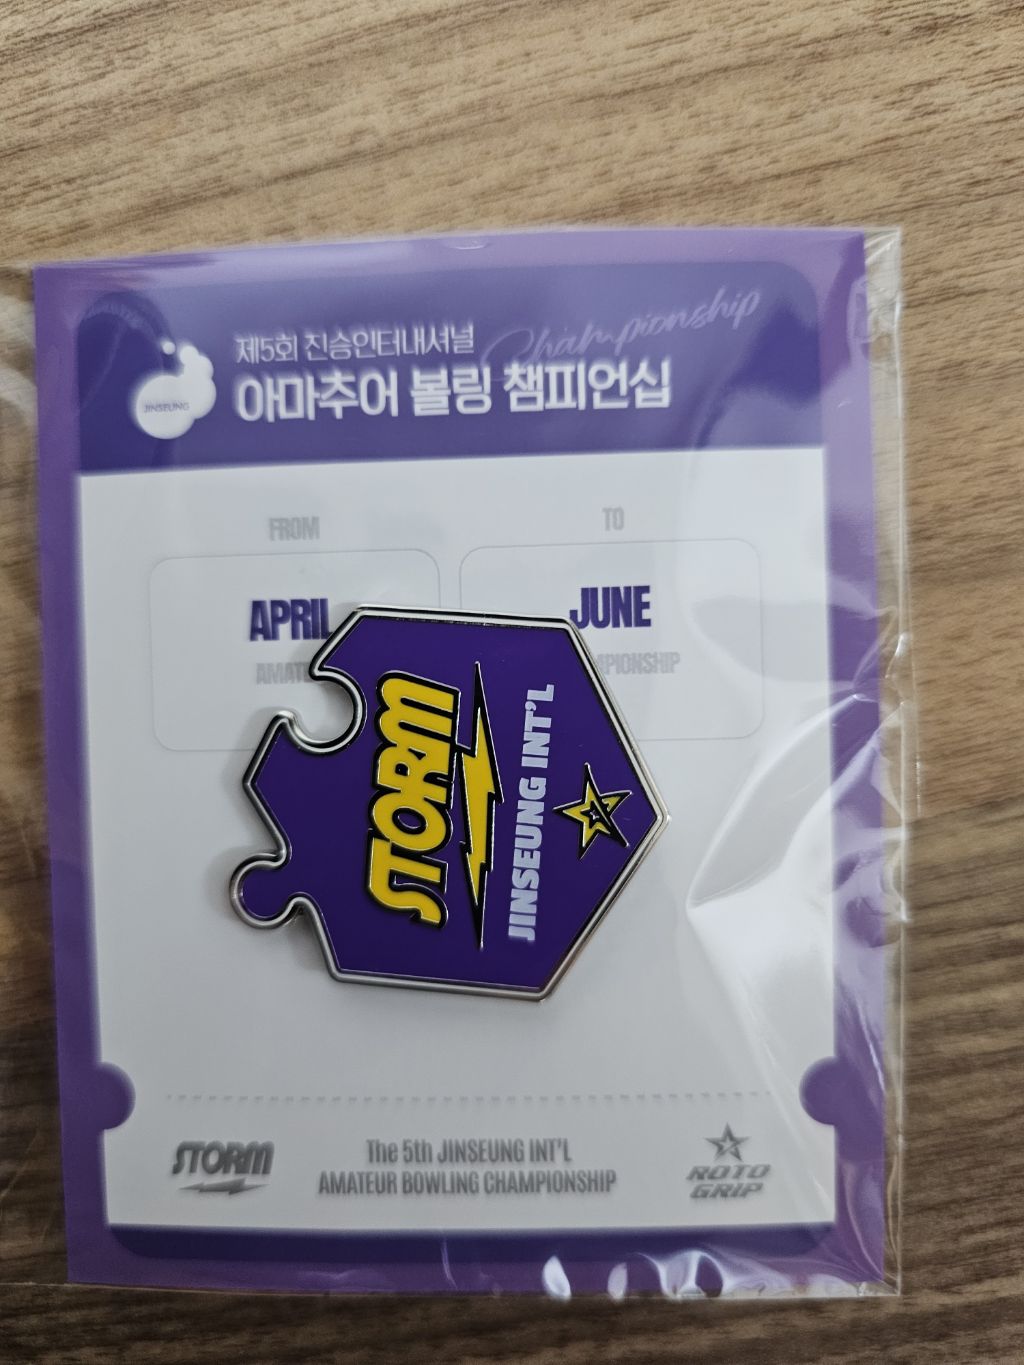 제5회 진승인터내셔널
Championship
아마추어 볼링 챔피언십
JINSEUNG
FROM
TO
APRIL
JUNE
STORM
JINSEUNG INT'L
STORM
The 5th JINSEUNG INT'L
AMATEUR BOWLING CHAMPIONSHIP
ROTO
GRIP